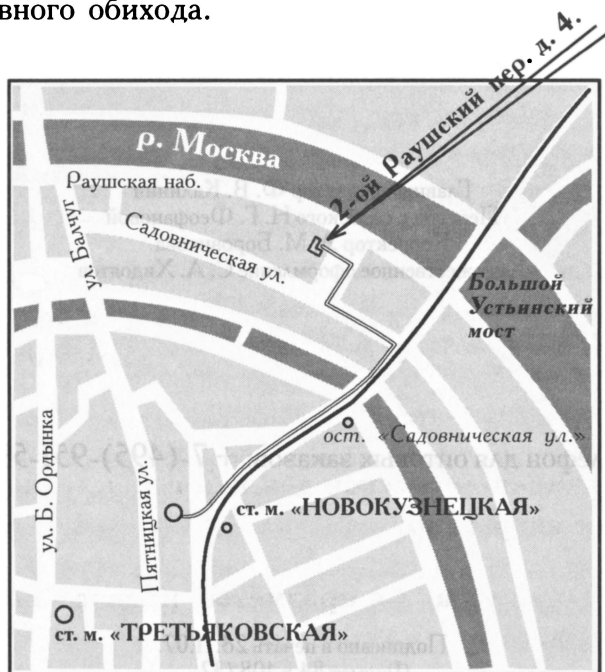 вного обихода.
2-ой Раушский пер. д. 4.
р. Москва
Раушская наб.
ул. Балчуг
Садовническая ул.
Большой
Устьинский
мост
ост. «Садовническая ул.»
ул. Б. Ордынка
Пятницкая ул.
ст. м. «НОВОКУЗНЕЦКАЯ»
ст. м. «ТРЕТЬЯКОВСКАЯ»